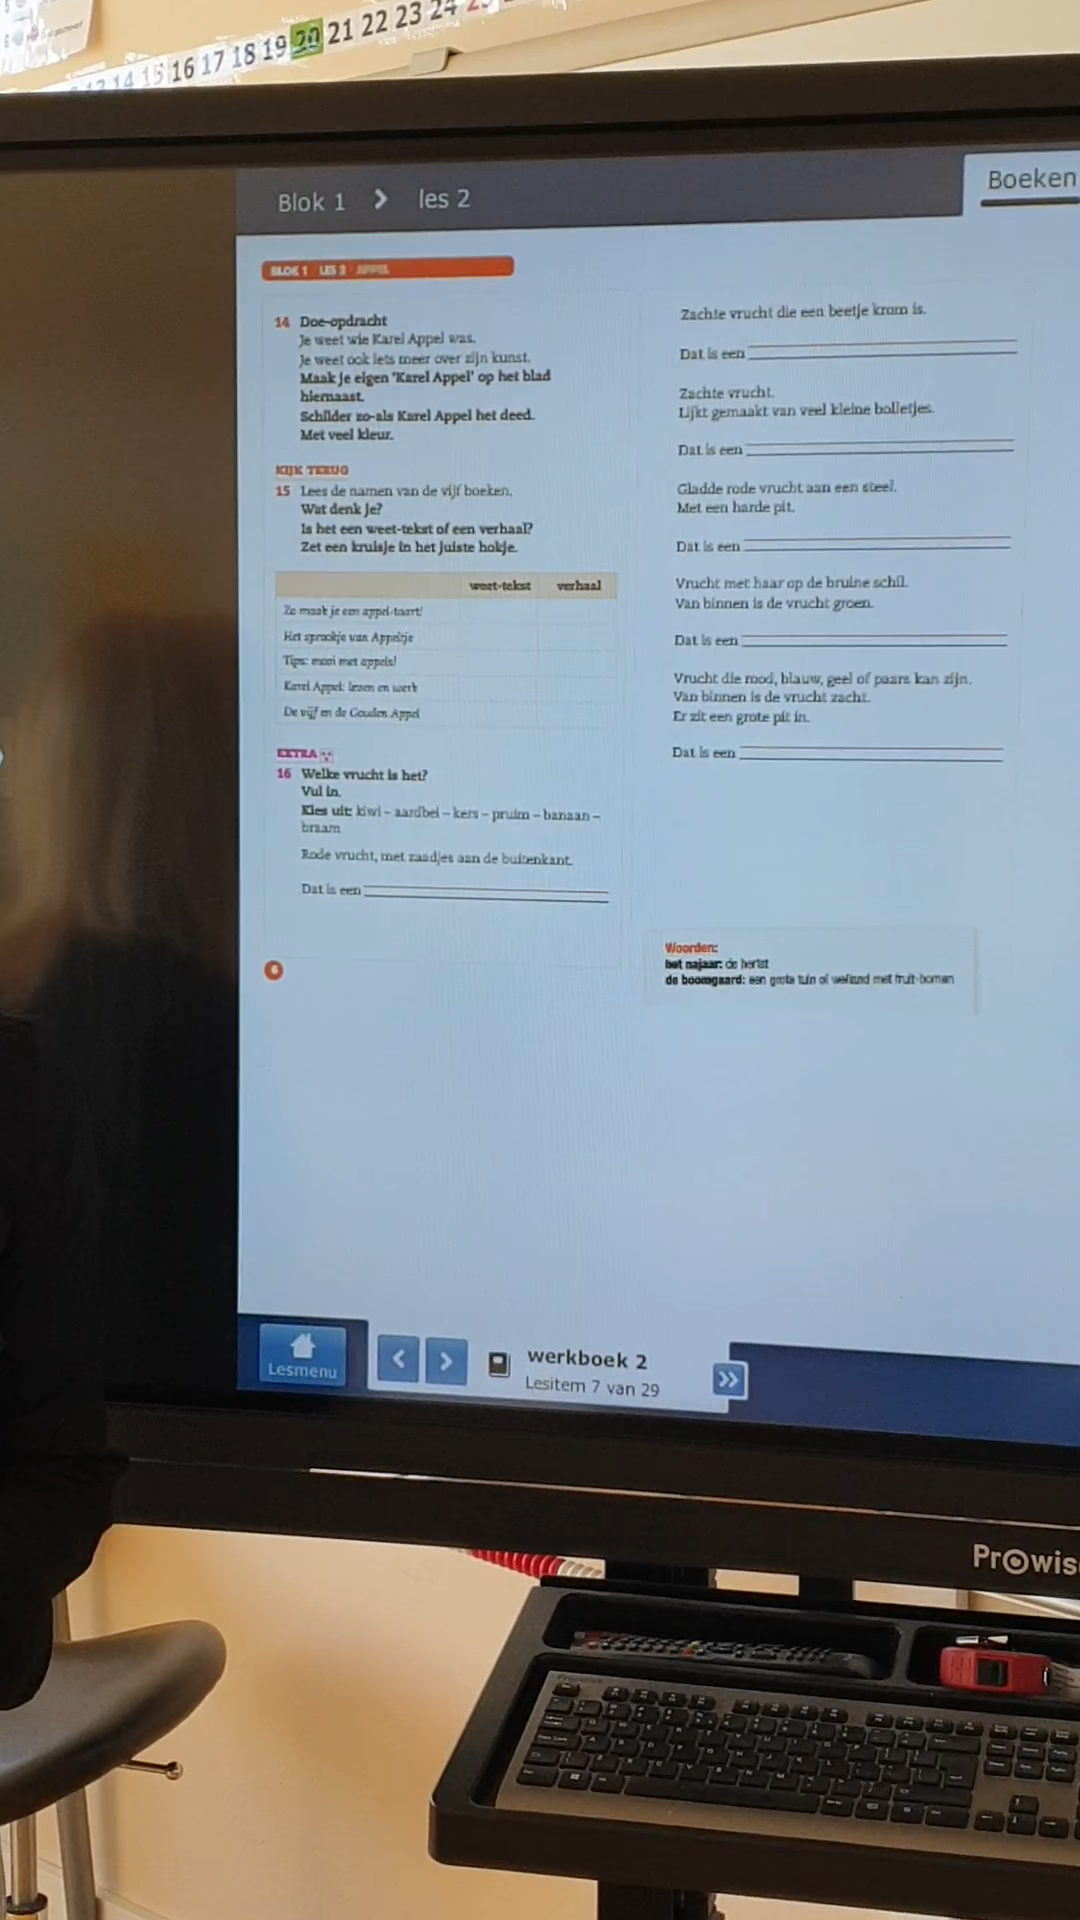 12 14 15 16 17 18 19 20 21 22 23 24
Blok 1 > les 2
Boeken
BLOK 1 LES 2 APPEL
14 Doe-opdracht
Je weet wie Karel Appel was.
Je weet ook iets meer over zijn kunst.
Maak je eigen 'Karel Appel' op het blad
hiernaast.
Schilder zo-als Karel Appel het deed.
Met veel kleur.
KIJK TERUG
15 Lees de namen van de vijf boeken.
Wat denk je?
Is het een weet-tekst of een verhaal?
Zet een kruisje in het juiste hokje.
weet-tekst verhaal
Zo maak je een appel-taart!
Het sprookje van Appeltje
Tips: mooi met appels!
Karel Appel: leven en werk
De vijf en de Gouden Appel
EXTRA
16 Welke vrucht is het?
Vul in.
Kies uit: kiwi – aardbei – kers – pruim – banaan –
braam
Rode vrucht, met zaadjes aan de buitenkant.
Dat is een
6
Zachte vrucht die een beetje krom is.
Dat is een
Zachte vrucht.
Lijkt gemaakt van veel kleine bolletjes.
Dat is een
Gladde rode vrucht aan een steel.
Met een harde pit.
Dat is een
Vrucht met haar op de bruine schil.
Van binnen is de vrucht groen.
Dat is een
Vrucht die rood, blauw, geel of paars kan zijn.
Van binnen is de vrucht zacht.
Er zit een grote pit in.
Dat is een
Woorden:
het najaar: de herfst
de boomgaard: een grote tuin of weiland met fruit-bomen
Lesmenu
werkboek 2
Lesitem 7 van 29
Prowise